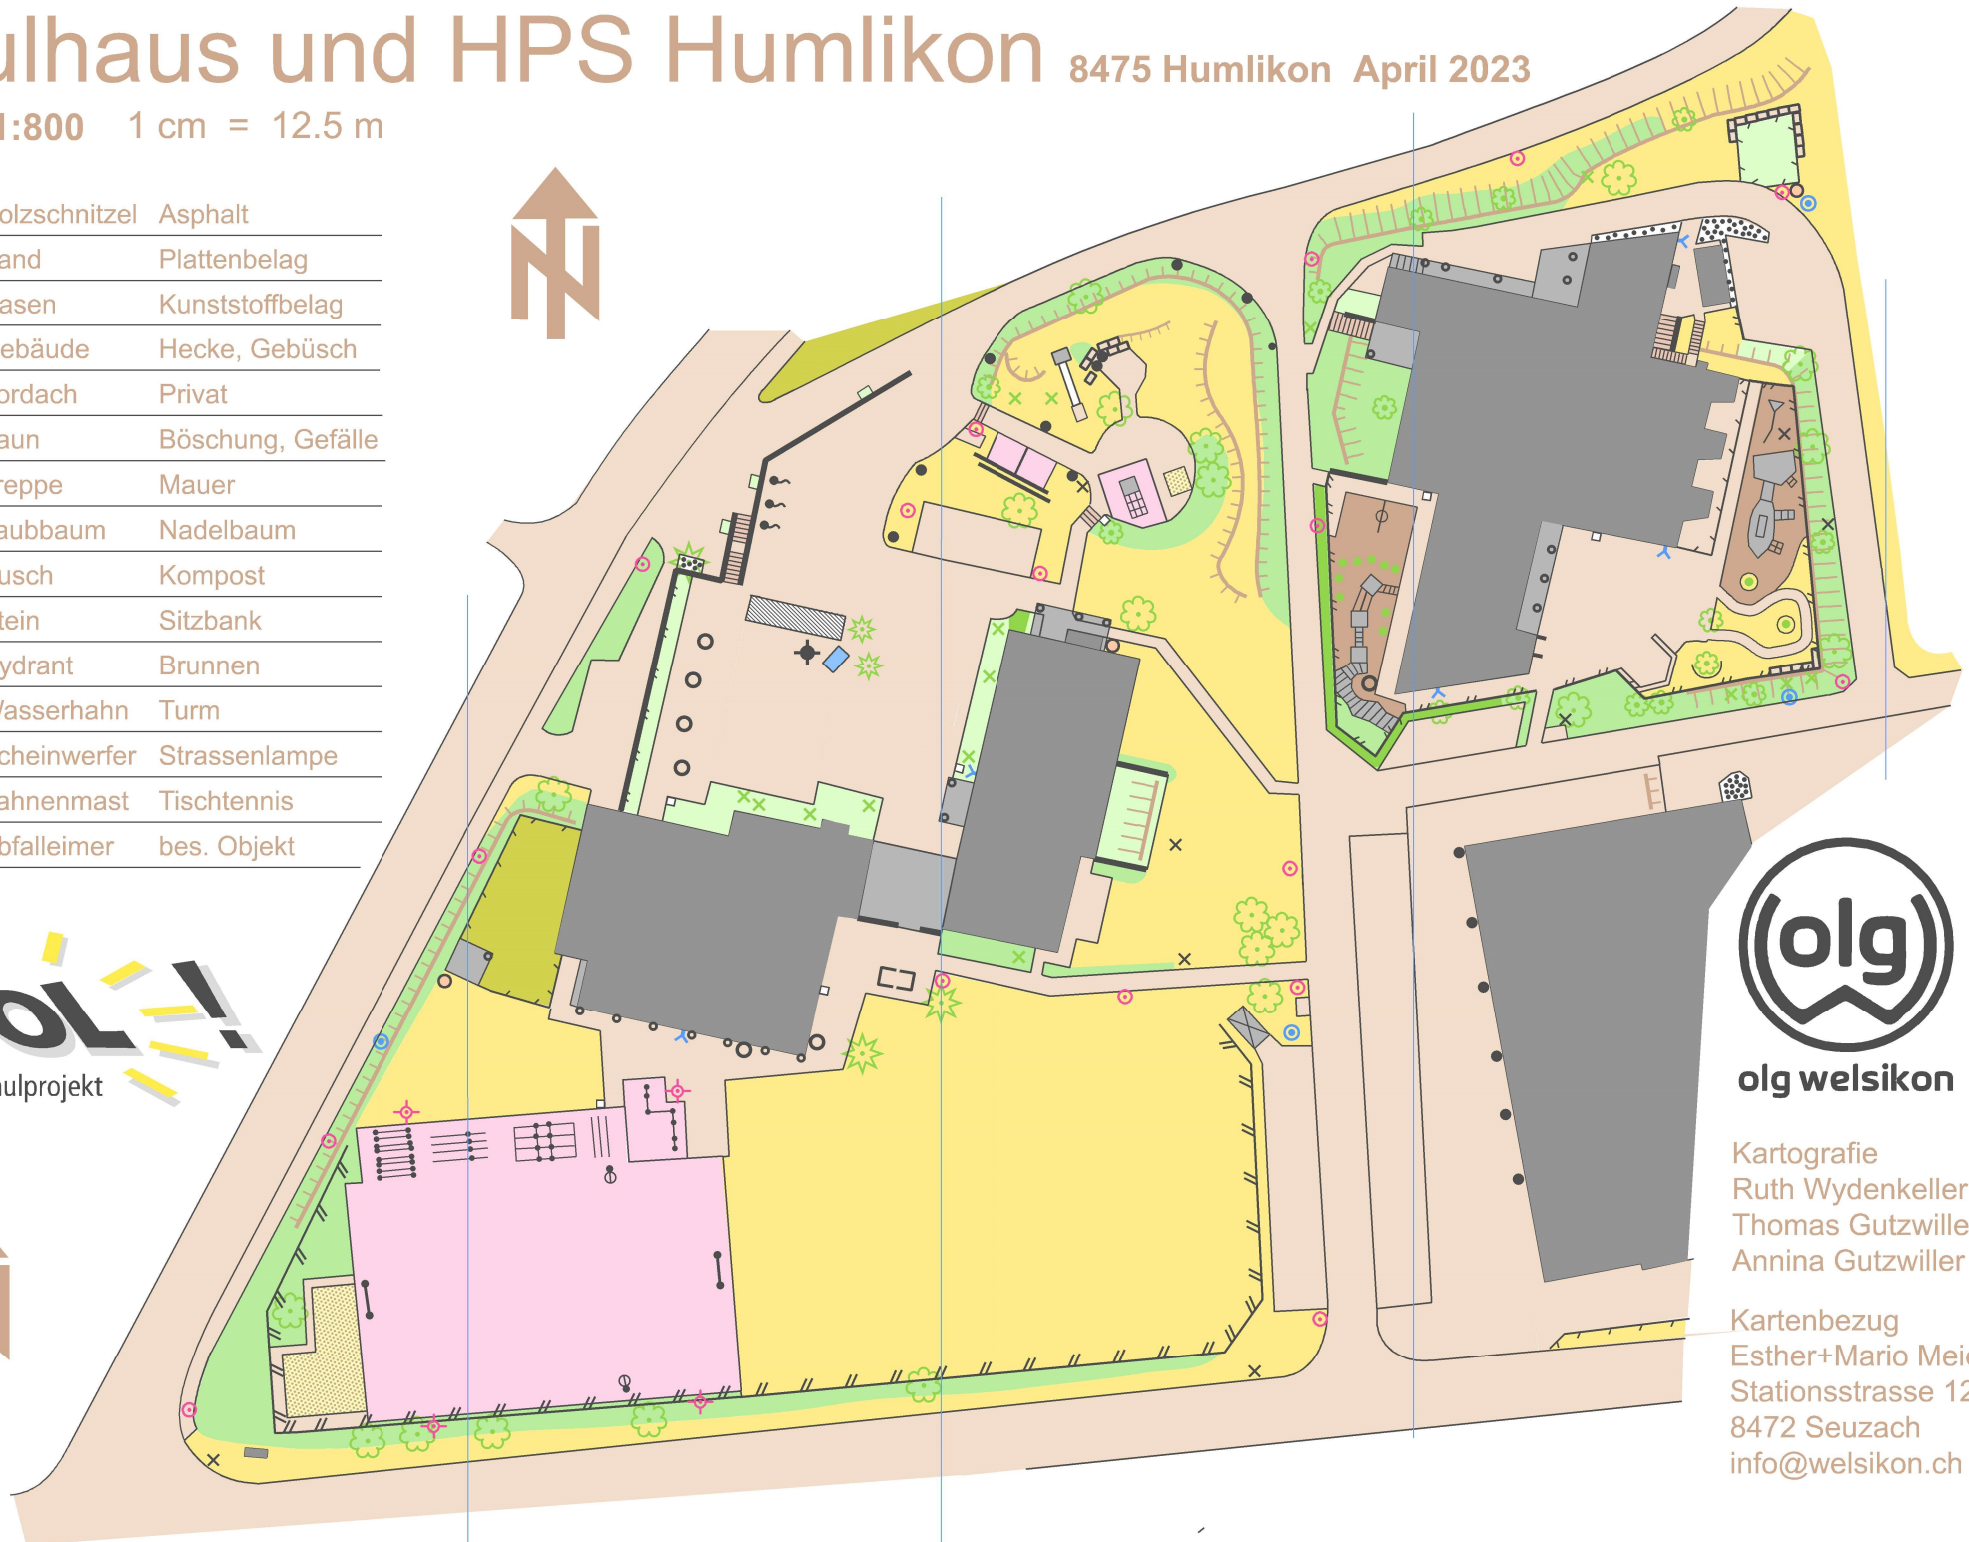 ulhaus und HPS Humlikon 8475 Humlikon April 2023
1:800 1 cm = 12.5 m
olzschnitzel Asphalt
and Plattenbelag
asen Kunststoffbelag
ebäude Hecke, Gebüsch
ordach Privat
aun Böschung, Gefälle
reppe Mauer
aubbaum Nadelbaum
usch Kompost
tein Sitzbank
ydrant Brunnen
Wasserhahn Turm
cheinwerfer Strassenlampe
ahnenmast Tischtennis
bfalleimer bes. Objekt
N
OL!
ulprojekt
olg
olg welsikon
Kartografie
Ruth Wydenkeller
Thomas Gutzwille
Annina Gutzwiller
Kartenbezug
Esther+Mario Meie
Stationsstrasse 12
8472 Seuzach
info@welsikon.ch